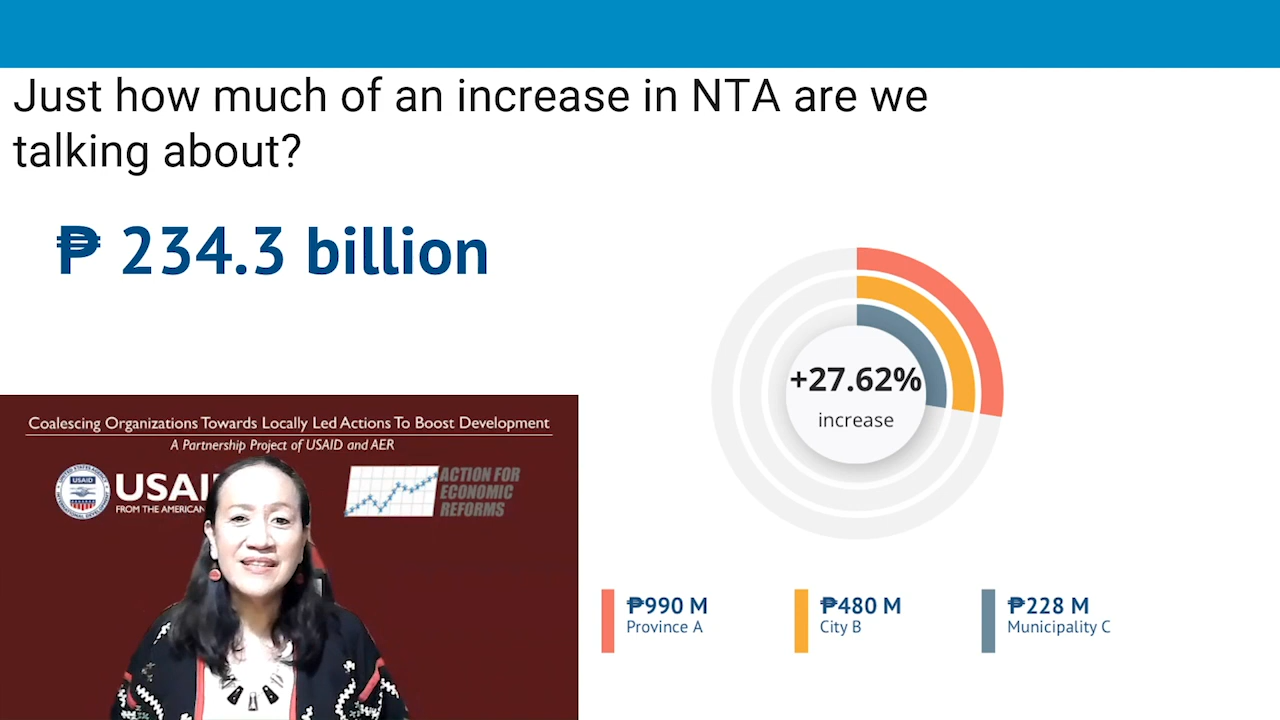 Just how much of an increase in NTA are we
talking about?
₱ 234.3 billion
+27.62%
increase
Coalescing Organizations Towards Locally Led Actions To Boost Development
A Partnership Project of USAID and AER
USAID
USAI
FROM THE AMERICAN
ACTION FOR
ECONOMIC
REFORMS
₱990 M
Province A
₱480 M
City B
₱228 M
Municipality C